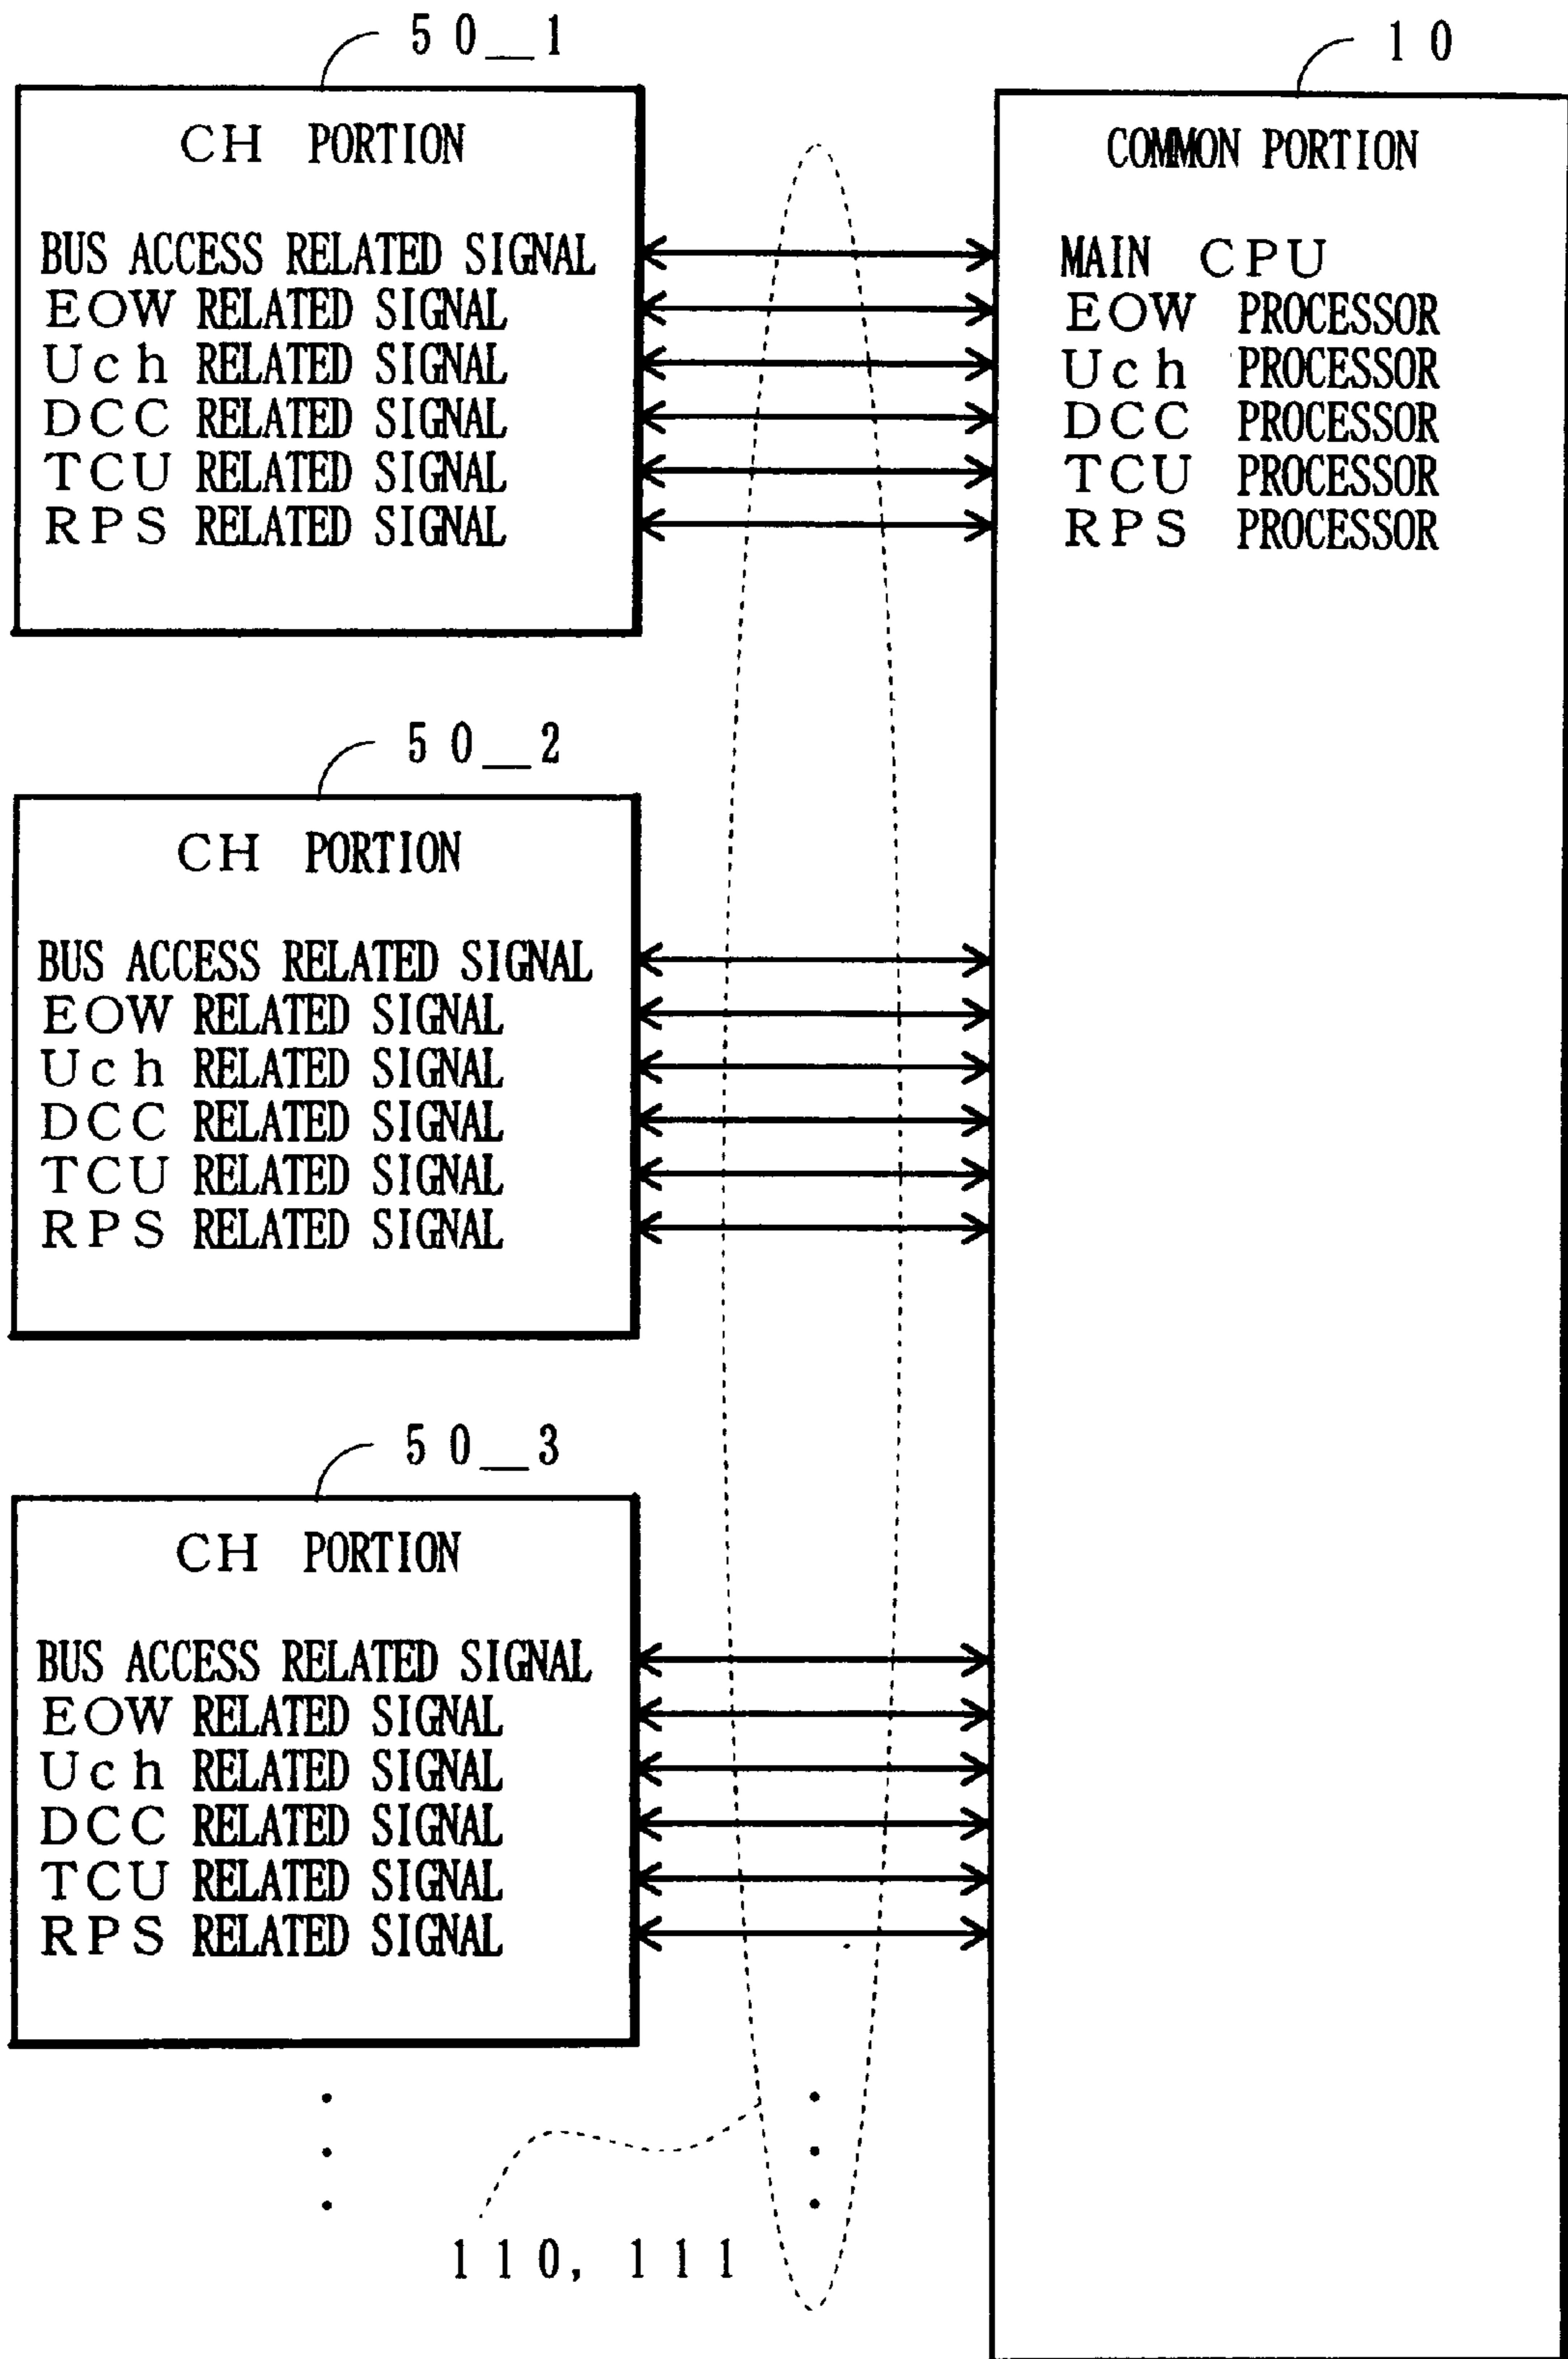 50__1
CH PORTION
BUS ACCESS RELATED SIGNAL
EOW RELATED SIGNAL
Uch RELATED SIGNAL
DCC RELATED SIGNAL
TCU RELATED SIGNAL
RPS RELATED SIGNAL
10
COMMON PORTION
MAIN CPU
EOW PROCESSOR
Uch PROCESSOR
DCC PROCESSOR
TCU PROCESSOR
RPS PROCESSOR
50__2
CH PORTION
BUS ACCESS RELATED SIGNAL
EOW RELATED SIGNAL
Uch RELATED SIGNAL
DCC RELATED SIGNAL
TCU RELATED SIGNAL
RPS RELATED SIGNAL
50__3
CH PORTION
BUS ACCESS RELATED SIGNAL
EOW RELATED SIGNAL
Uch RELATED SIGNAL
DCC RELATED SIGNAL
TCU RELATED SIGNAL
RPS RELATED SIGNAL
110, 111